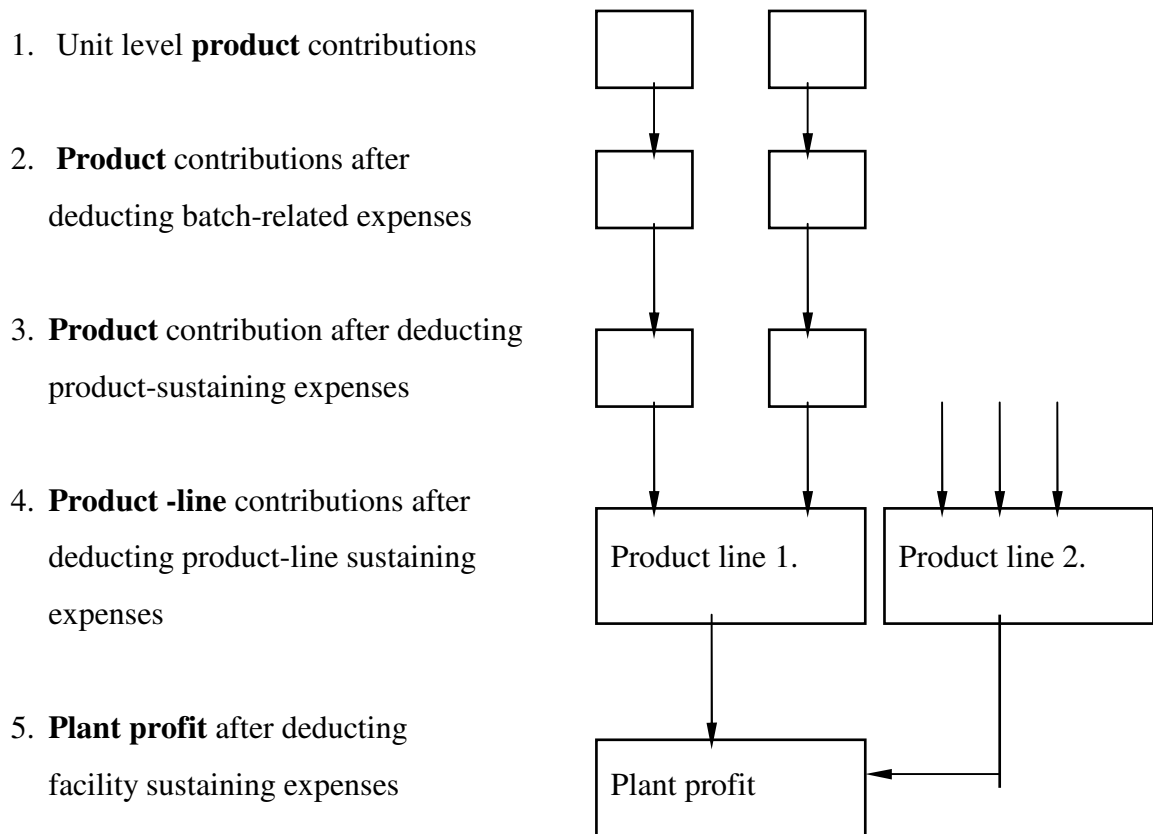 1. Unit level product contributions
2. Product contributions after
deducting batch-related expenses
3. Product contribution after deducting
product-sustaining expenses
4. Product -line contributions after
deducting product-line sustaining
expenses
Product line 1.
Product line 2.
5. Plant profit after deducting
facility sustaining expenses
Plant profit